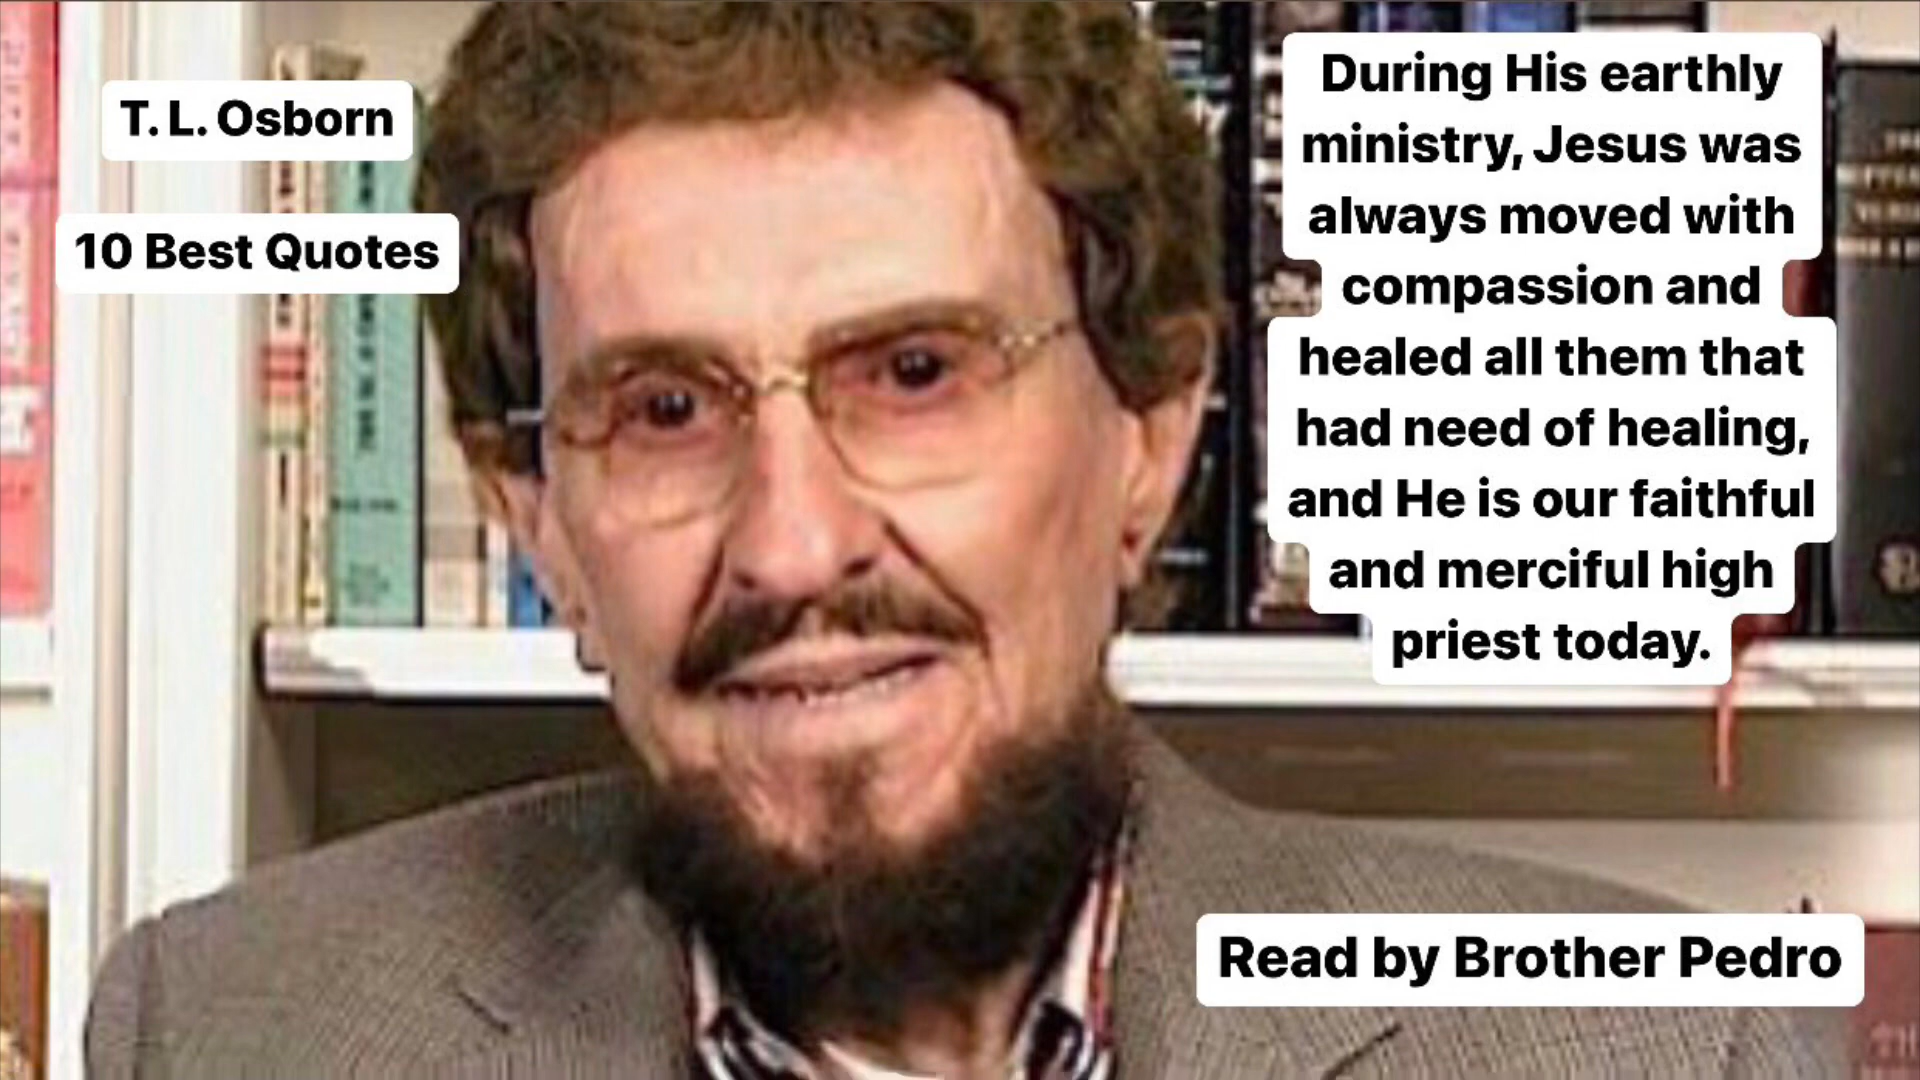 T. L. Osborn
10 Best Quotes
During His earthly
ministry, Jesus was
always moved with
compassion and
healed all them that
had need of healing,
and He is our faithful
and merciful high
priest today.
Read by Brother Pedro